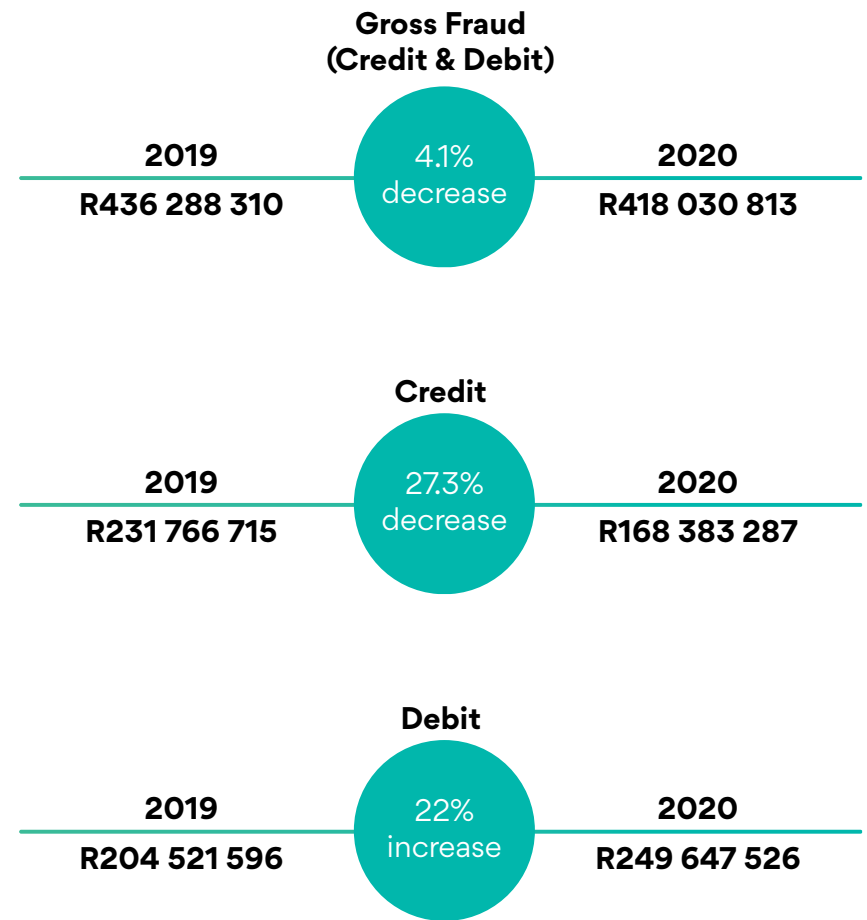 Gross Fraud
(Credit & Debit)
2019
R436 288 310
4.1%
decrease
2020
R418 030 813
Credit
2019
R231 766 715
27.3%
decrease
2020
R168 383 287
Debit
2019
R204 521 596
22%
increase
2020
R249 647 526